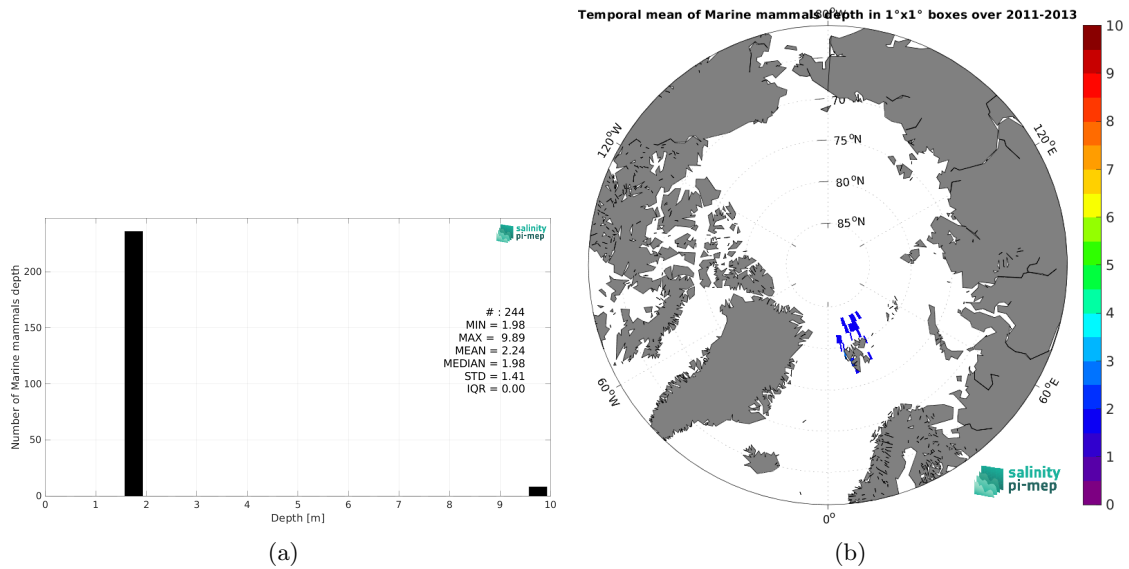 Number of Marine mammals depth
200
150
100
50
0
0 1 2 3 4 5 6 7 8 9 10
Depth [m]
salinity
pi-mep
# : 244
MIN = 1.98
MAX = 9.89
MEAN = 2.24
MEDIAN = 1.98
STD = 1.41
IQR = 0.00
(a)
Temporal mean of Marine mammals depth in 1°x1° boxes over 2011-2013
180°W
120°W
120°E
70°N
75°N
80°N
85°N
60°W
60°E
0°
salinity
pi-mep
10
9
8
7
6
5
4
3
2
1
0
(b)